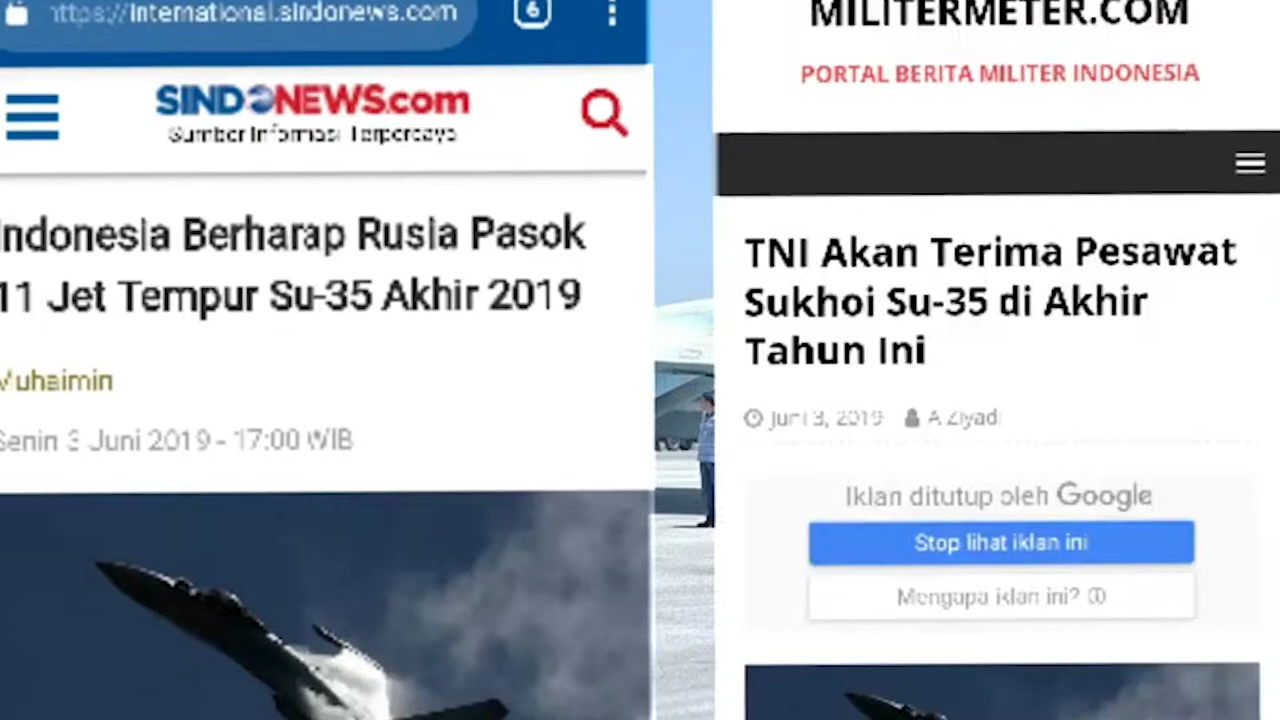 https://international.sindonews.com
6
SINDONEWS.com
Sumber Informasi Terpercaya
Indonesia Berharap Rusia Pasok
11 Jet Tempur Su-35 Akhir 2019
Muhaimin
Senin 3 Juni 2019 - 17:00 WIB
MILITERMETER.COM
PORTAL BERITA MILITER INDONESIA
TNI Akan Terima Pesawat
Sukhoi Su-35 di Akhir
Tahun Ini
Juni 3, 2019 A Ziyadi
Iklan ditutup oleh Google
Stop lihat iklan ini
Mengapa iklan ini?